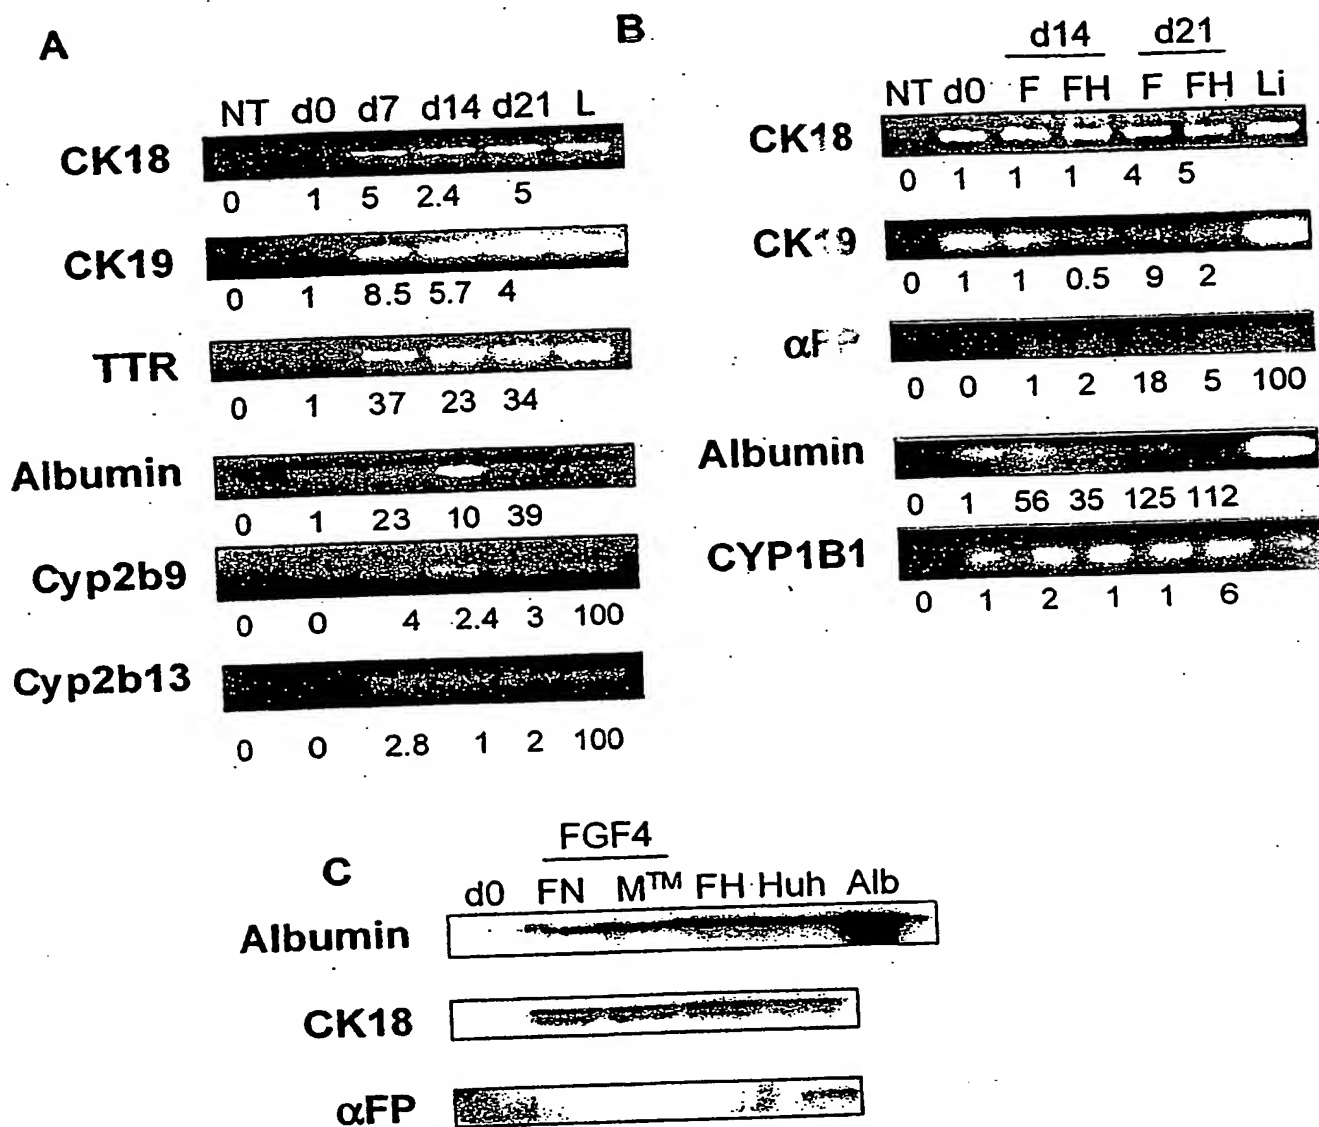 A
NT d0 d7 d14 d21 L
CK18
0 1 5 2.4 5
CK19
0 1 8.5 5.7 4
TTR
0 1 37 23 34
Albumin
0 1 23 10 39
Cyp2b9
0 0 4 2.4 3 100
Cyp2b13
0 0 2.8 1 2 100
B
d14 d21
NT d0 F FH F FH Li
CK18
0 1 1 1 4 5
CK19
0 1 1 0.5 9 2
αFP
0 0 1 2 18 5 100
Albumin
0 1 56 35 125 112
CYP1B1
0 1 2 1 1 6
C
FGF4
d0 FN M™ FH Huh Alb
Albumin
CK18
αFP